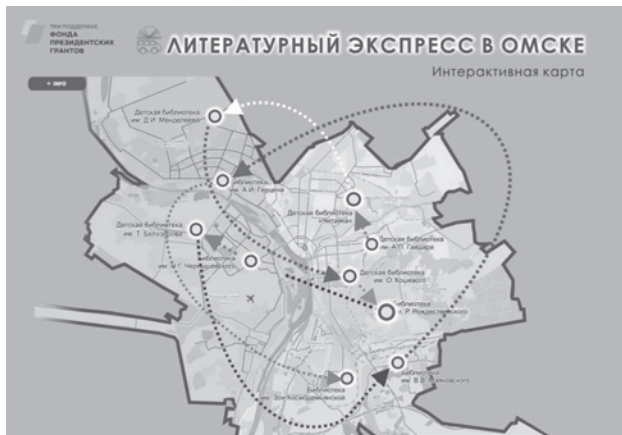 ПРИ ПОДДЕРЖКЕ
ФОНДА
ПРЕЗИДЕНТСКИХ
ГРАНТОВ
ЛИТЕРАТУРНЫЙ ЭКСПРЕСС В ОМСКЕ
Интерактивная карта
+ INFO
Детская библиотека
им. Д.И. Менделеева
Библиотека
им. А.И. Герцена
Детская библиотека
«Читайка»
Детская библиотека
им. Т. Белозёрова
Детская библиотека
им. А.П. Гайдара
Библиотека
им. Н.Г. Чернышевского
Детская библиотека
им. О. Кошевого
Библиотека
Р. Рождественского
Библиотека
им. В.В. Маяковского
Библиотека
им. Зои Космодемьянской